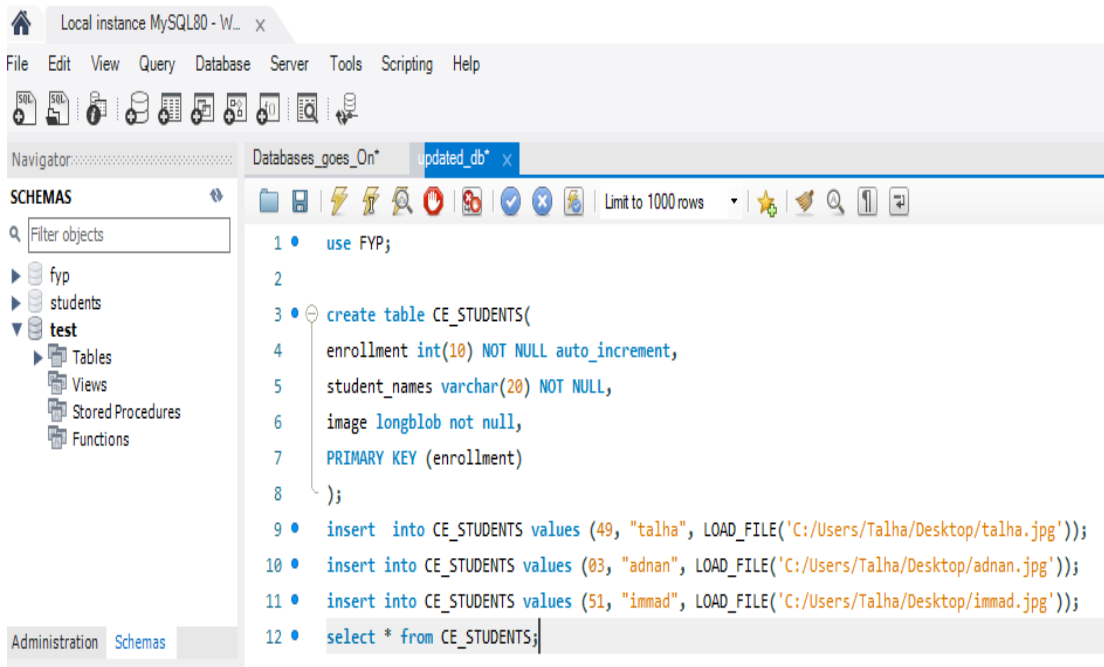 Local instance MySQL80 - W... x
File Edit View Query Database Server Tools Scripting Help
Navigator
Databases_goes_On*
updated_db* x
SCHEMAS
Limit to 1000 rows
Filter objects
fyp
students
test
Tables
Views
Stored Procedures
Functions
Administration Schemas
1 use FYP;
2
3 create table CE_STUDENTS(
4 enrollment int(10) NOT NULL auto_increment,
5 student_names varchar(20) NOT NULL,
6 image longblob not null,
7 PRIMARY KEY (enrollment)
8 );
9 insert  into CE_STUDENTS values (49, "talha", LOAD_FILE('C:/Users/Talha/Desktop/talha.jpg'));
10 insert into CE_STUDENTS values (03, "adnan", LOAD_FILE('C:/Users/Talha/Desktop/adnan.jpg'));
11 insert into CE_STUDENTS values (51, "immad", LOAD_FILE('C:/Users/Talha/Desktop/immad.jpg'));
12 select * from CE_STUDENTS;